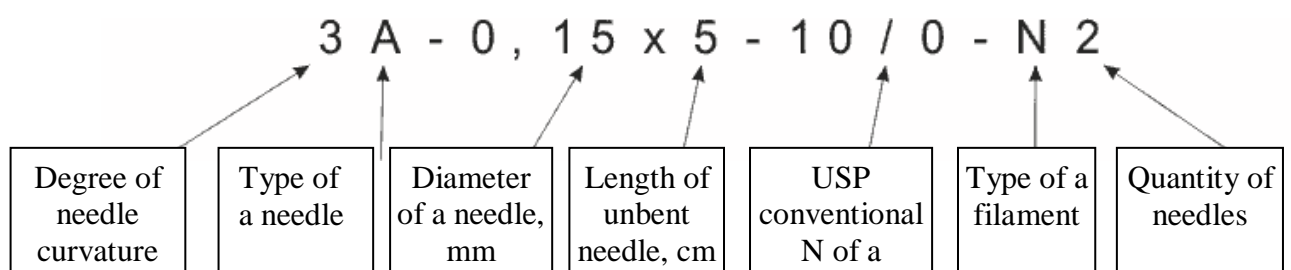 3 A - 0 , 15 x 5 - 10 / 0 - N 2
Degree of
needle
curvature
Type of
a needle
Diameter
of a needle,
mm
Length of
unbent
needle, cm
USP
conventional
N of a
Type of a
filament
Quantity of
needles